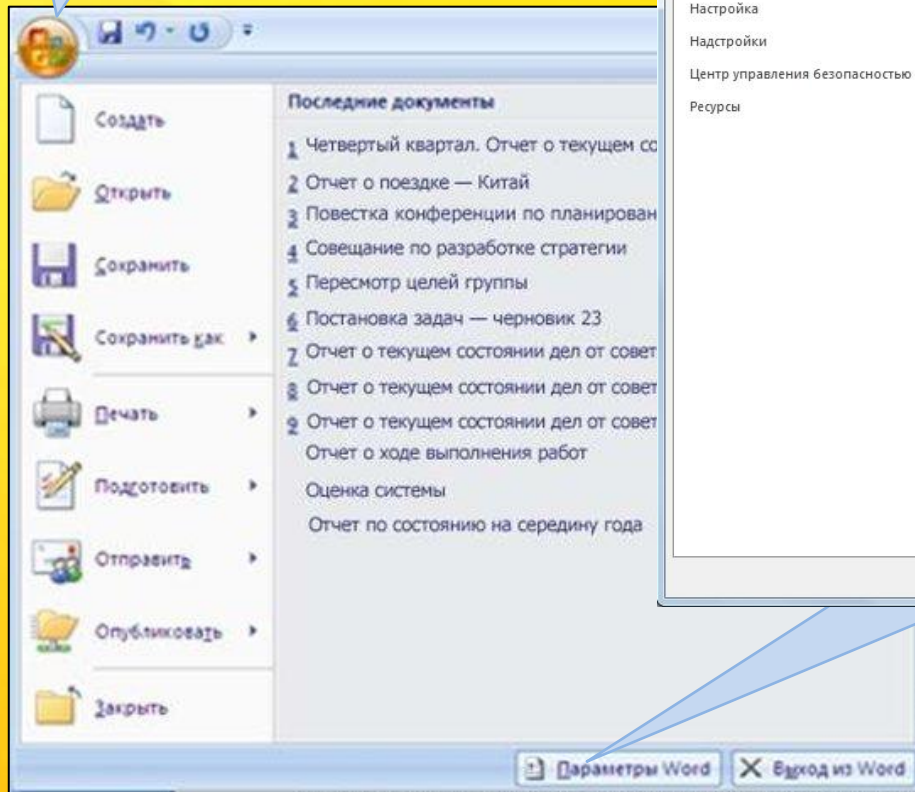 Настройка
Надстройки
Центр управления безопасностью
Ресурсы
Создать
Открыть
Сохранить
Сохранить как
Печать
Подготовить
Отправить
Опубликовать
Закрыть
Последние документы
1 Четвертый квартал. Отчет о текущем со
2 Отчет о поездке — Китай
3 Повестка конференции по планирован
4 Совещание по разработке стратегии
5 Пересмотр целей группы
6 Постановка задач — черновик 23
7 Отчет о текущем состоянии дел от совет
8 Отчет о текущем состоянии дел от совет
9 Отчет о текущем состоянии дел от совет
Отчет о ходе выполнения работ
Оценка системы
Отчет по состоянию на середину года
Параметры Word
Выход из Word